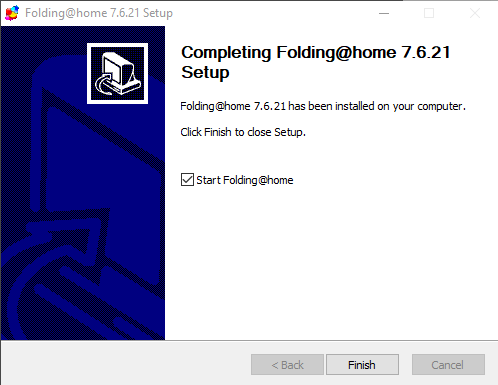 Folding@home 7.6.21 Setup
Completing Folding@home 7.6.21
Setup
Folding@home 7.6.21 has been installed on your computer.
Click Finish to close Setup.
Start Folding@home
< Back
Finish
Cancel